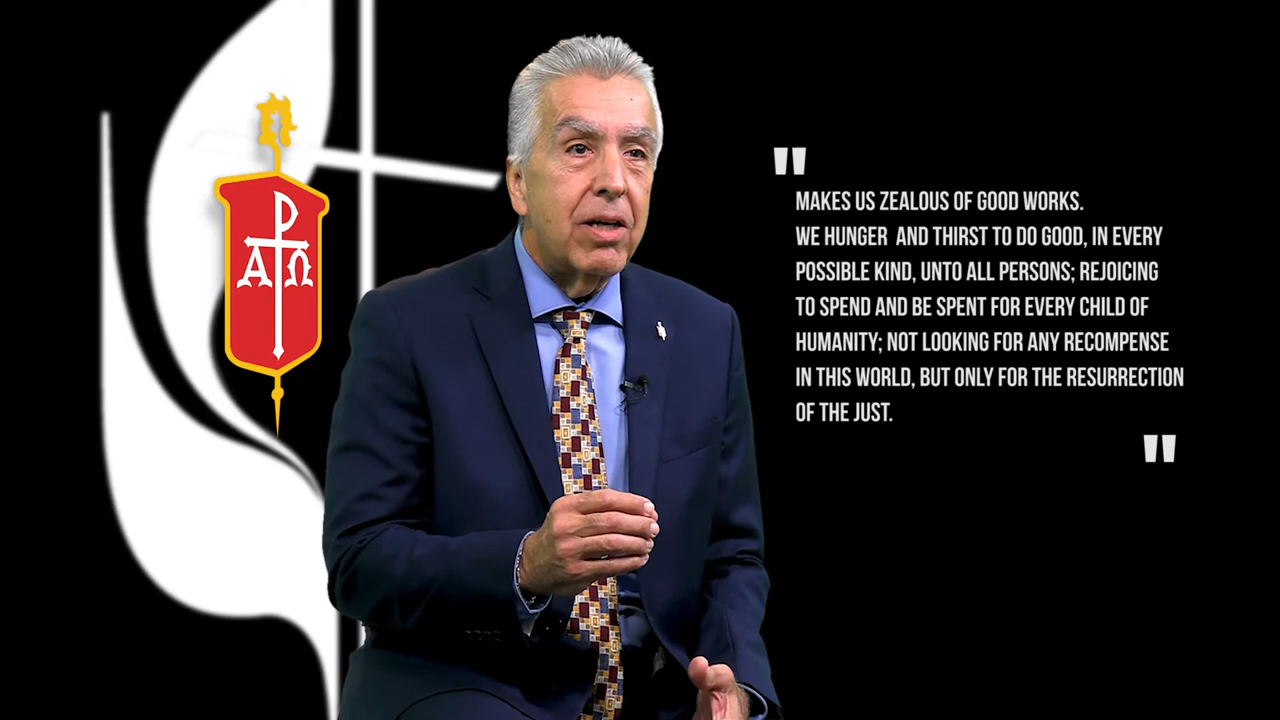 "
MAKES US ZEALOUS OF GOOD WORKS.
WE HUNGER AND THIRST TO DO GOOD, IN EVERY
POSSIBLE KIND, UNTO ALL PERSONS; REJOICING
TO SPEND AND BE SPENT FOR EVERY CHILD OF
HUMANITY; NOT LOOKING FOR ANY RECOMPENSE
IN THIS WORLD, BUT ONLY FOR THE RESURRECTION
OF THE JUST.
"
Α Ω